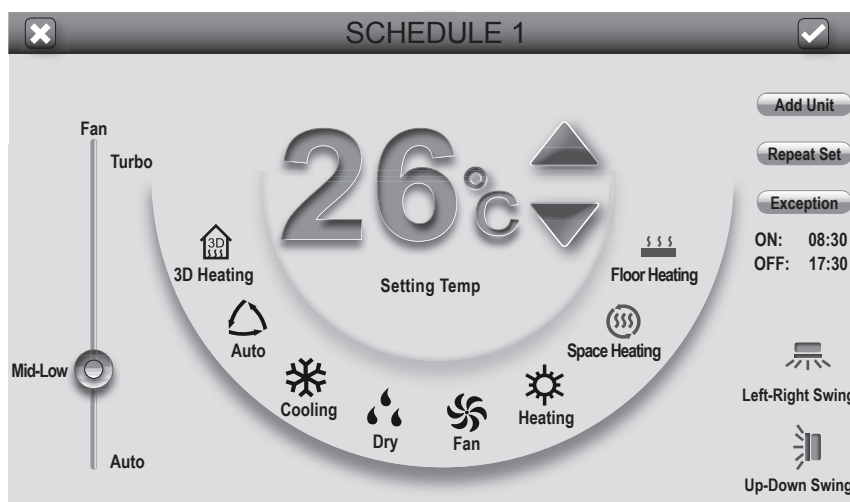 SCHEDULE 1
Fan
Turbo
Mid-Low
Auto
26°C
Setting Temp
3D
3D Heating
Auto
Cooling
Dry
Fan
Heating
Space Heating
Floor Heating
Add Unit
Repeat Set
Exception
ON: 08:30
OFF: 17:30
Left-Right Swing
Up-Down Swing